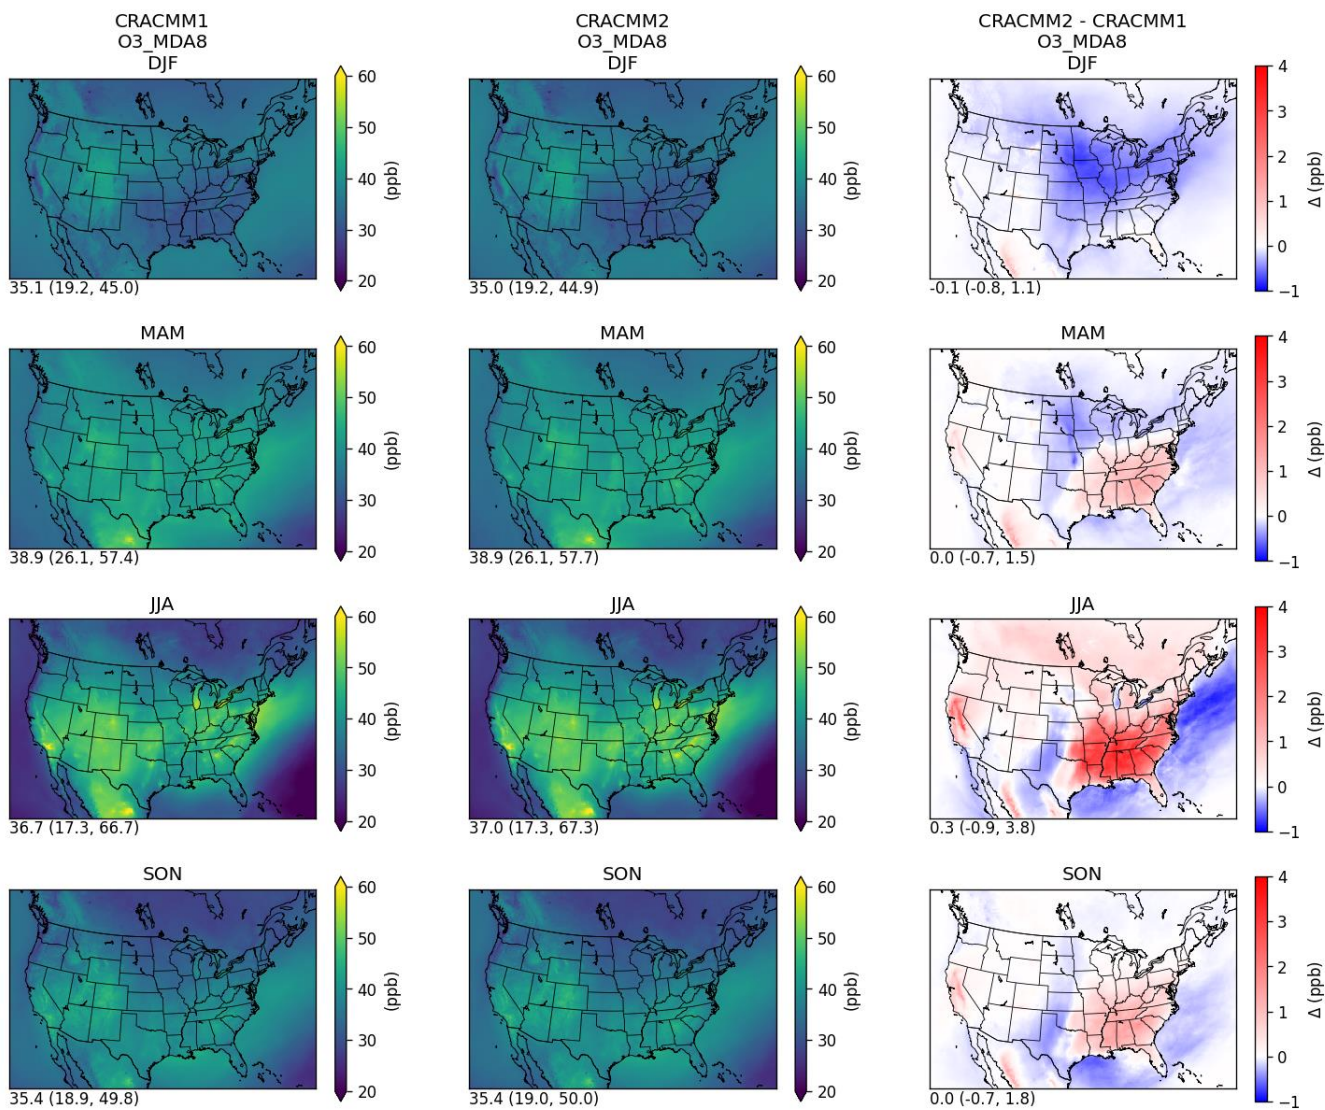 CRACMM1
O3_MDA8
DJF
60
50
40
30
20
(ppb)
35.1 (19.2, 45.0)
CRACMM2
O3_MDA8
DJF
60
50
40
30
20
(ppb)
35.0 (19.2, 44.9)
CRACMM2 - CRACMM1
O3_MDA8
DJF
4
3
2
1
0
−1
Δ (ppb)
-0.1 (-0.8, 1.1)
MAM
60
50
40
30
20
(ppb)
38.9 (26.1, 57.4)
MAM
60
50
40
30
20
(ppb)
38.9 (26.1, 57.7)
MAM
4
3
2
1
0
−1
Δ (ppb)
0.0 (-0.7, 1.5)
JJA
60
50
40
30
20
(ppb)
36.7 (17.3, 66.7)
JJA
60
50
40
30
20
(ppb)
37.0 (17.3, 67.3)
JJA
4
3
2
1
0
−1
Δ (ppb)
0.3 (-0.9, 3.8)
SON
60
50
40
30
20
(ppb)
35.4 (18.9, 49.8)
SON
60
50
40
30
20
(ppb)
35.4 (19.0, 50.0)
SON
4
3
2
1
0
−1
Δ (ppb)
0.0 (-0.7, 1.8)